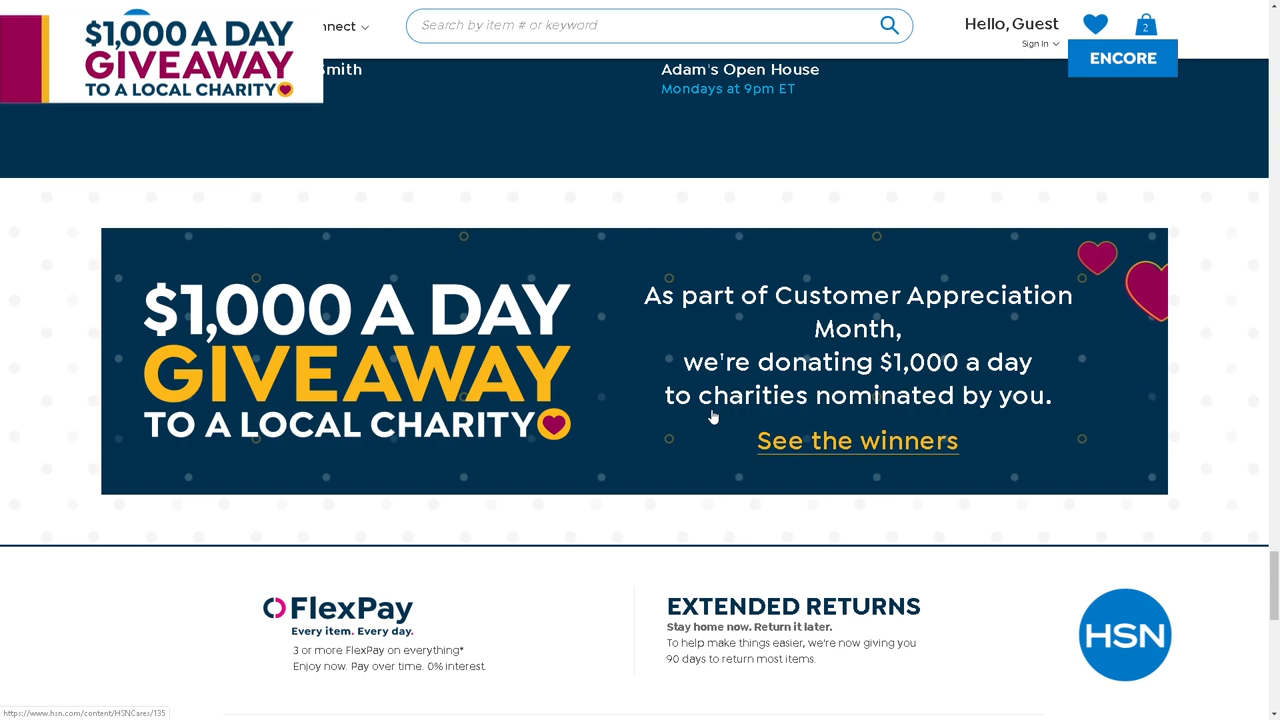 $1,000 A DAY
GIVEAWAY
TO A LOCAL CHARITY
nnect
Search by item # or keyword
Hello, Guest
Sign In
2
ENCORE
Smith
Adam's Open House
Mondays at 9pm ET
$1,000 A DAY
GIVEAWAY
TO A LOCAL CHARITY
As part of Customer Appreciation
Month,
we're donating $1,000 a day
to charities nominated by you.
See the winners
FlexPay
Every item. Every day.
3 or more FlexPay on everything*
Enjoy now. Pay over time. 0% interest.
EXTENDED RETURNS
Stay home now. Return it later.
To help make things easier, we're now giving you
90 days to return most items.
HSN
https://www.hsn.com/content/HSNCares/135